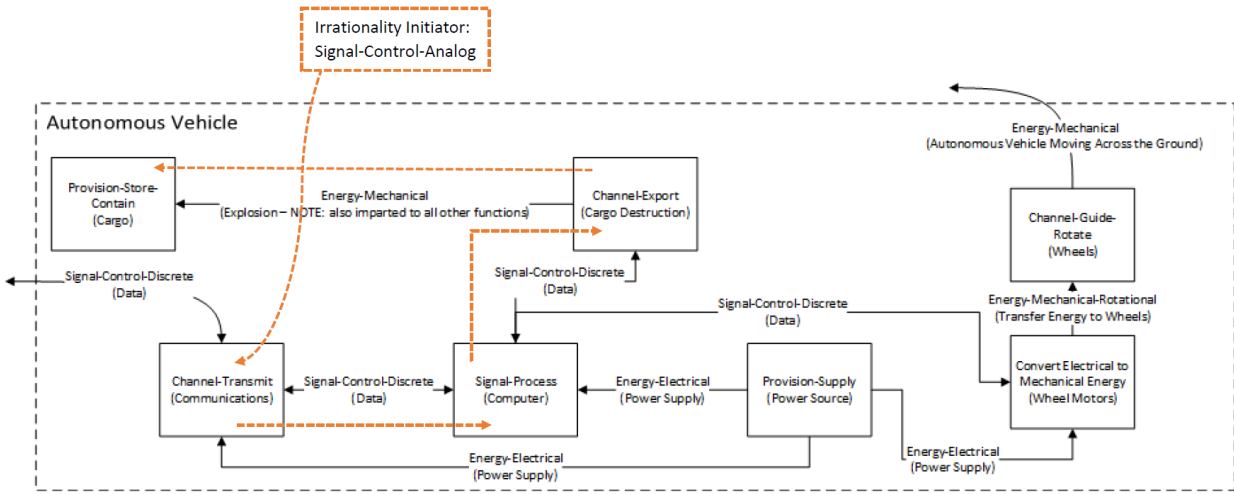 Irrationality Initiator:
Signal-Control-Analog
Autonomous Vehicle
Energy-Mechanical
(Autonomous Vehicle Moving Across the Ground)
Provision-Store-
Contain
(Cargo)
Energy-Mechanical
(Explosion – NOTE: also imparted to all other functions)
Channel-Export
(Cargo Destruction)
Channel-Guide-
Rotate
(Wheels)
Signal-Control-Discrete
(Data)
Signal-Control-Discrete
(Data)
Signal-Control-Discrete
(Data)
Energy-Mechanical-Rotational
(Transfer Energy to Wheels)
Channel-Transmit
(Communications)
Signal-Control-Discrete
(Data)
Signal-Process
(Computer)
Energy-Electrical
(Power Supply)
Provision-Supply
(Power Source)
Convert Electrical to
Mechanical Energy
(Wheel Motors)
Energy-Electrical
(Power Supply)
Energy-Electrical
(Power Supply)